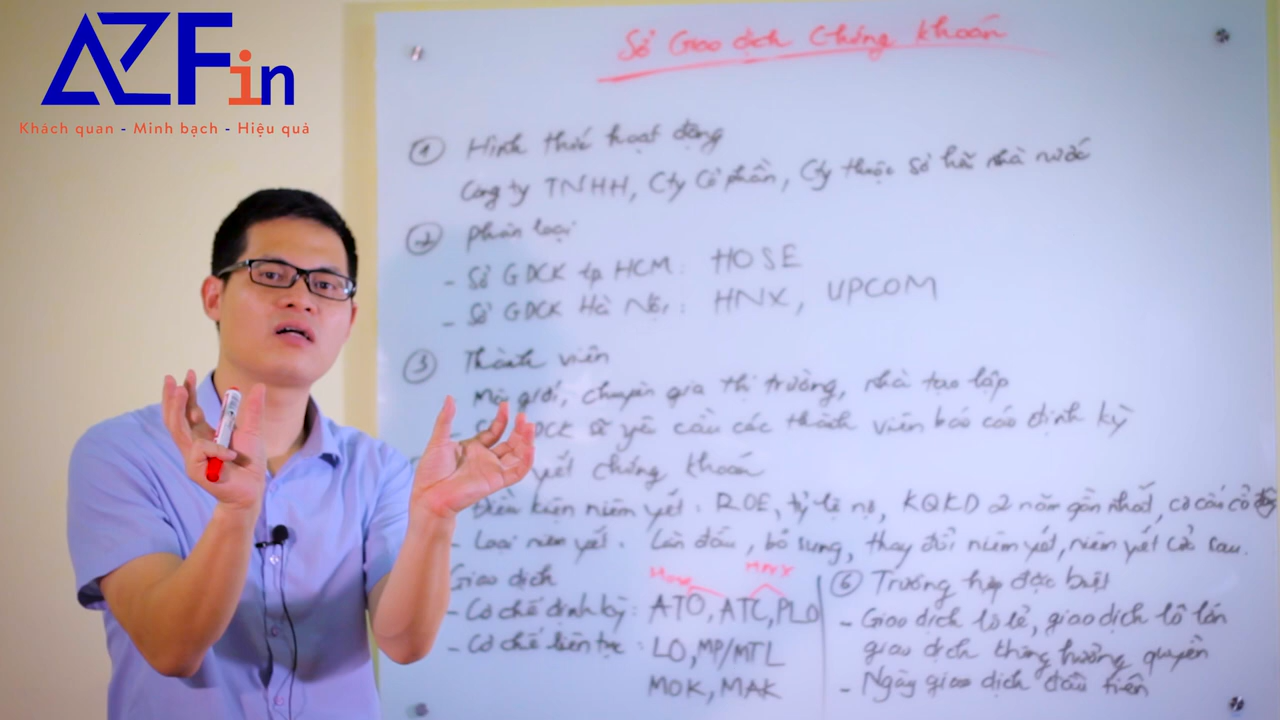 AZFin
Khách quan - Minh bạch - Hiệu quả
Sở Giao dịch Chứng khoán
① Hình thức hoạt động
Công ty TNHH, Cty Cổ phần, Cty thuộc sở hữu nhà nước
② Phân loại
- Sở GDCK tp HCM: HOSE
- Sở GDCK Hà Nội: HNX, UPCOM
③ Thành viên
Môi giới, chuyên gia thị trường, nhà tạo lập
- GDCK sẽ yêu cầu các thành viên báo cáo định kỳ
yết chứng khoán
Điều kiện niêm yết: ROE, tỷ lệ nợ, KQKD 2 năm gần nhất, cơ cấu cổ đông
- Loại niêm yết: Lần đầu, bổ sung, thay đổi niêm yết, niêm yết cửa sau.
Giao dịch
HOSE HNX
- Cơ chế định kỳ: ATO, ATC, PLO
- Cơ chế liên tục: LO, MP/MTL
MOK, MAK
⑥ Trường hợp đặc biệt
- Giao dịch lô lẻ, giao dịch lô lớn
giao dịch không hưởng quyền
- Ngày giao dịch đầu tiên